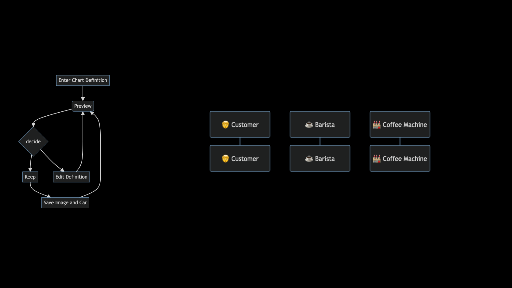 Enter Chart Definition
Preview
decide
Keep
Edit Definition
Save Image and Car
Customer
Barista
Coffee Machine
Customer
Barista
Coffee Machine